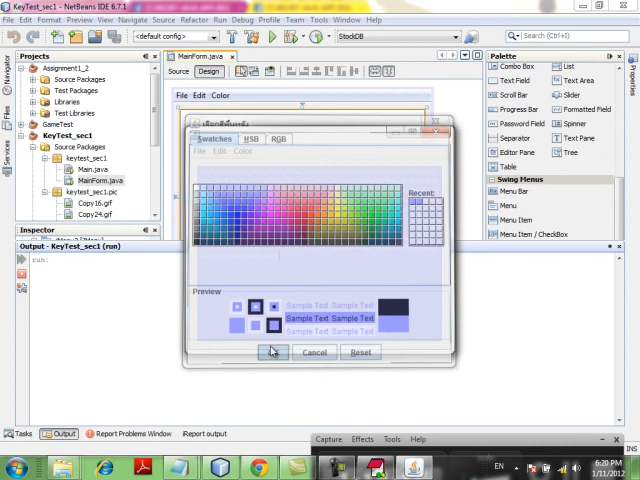 KeyTest_sec1 - NetBeans IDE 6.7.1
File Edit View Navigate Source Refactor Run Debug Profile Team Tools Window Help
<default config>
StockDB
Search (Ctrl+I)
Projects
MainForm.java
Palette
Assignment1_2
Source Packages
Test Packages
Libraries
Test Libraries
GameTest
KeyTest_sec1
Source Packages
keytest_sec1
Main.java
MainForm.java
keytest_sec1.pic
Copy16.gif
Copy24.gif
Source Design
File Edit Color
Swatches HSB RGB
File Edit Color
Recent:
Preview
Sample Text Sample Text
Sample Text Sample Text
Sample Text Sample Text
Cancel Reset
Combo Box List
Text Field Text Area
Scroll Bar Slider
Progress Bar Formatted Field
Password Field Spinner
Separator Text Pane
Editor Pane Tree
Table
Swing Menus
Menu Bar
Menu
Menu Item
Menu Item / CheckBox
Navigator
Files
Services
Properties
Inspector
Output - KeyTest_sec1 (run)
run:
Tasks Output Report Problems Window iReport output
INS
Capture Effects Tools Help
EN
6:20 PM
1/11/2012